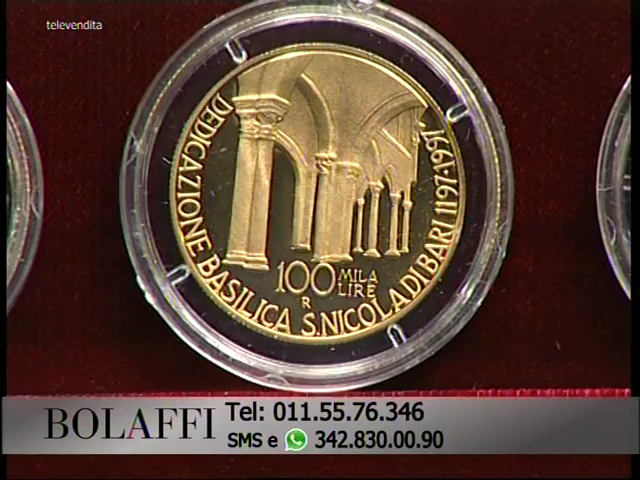 televendita
DEDICAZIONE BASILICA S.NICOLA DI BARI 1197-1997
100 MILA
LIRE
R
BOLAFFI
Tel: 011.55.76.346
SMS e 342.830.00.90